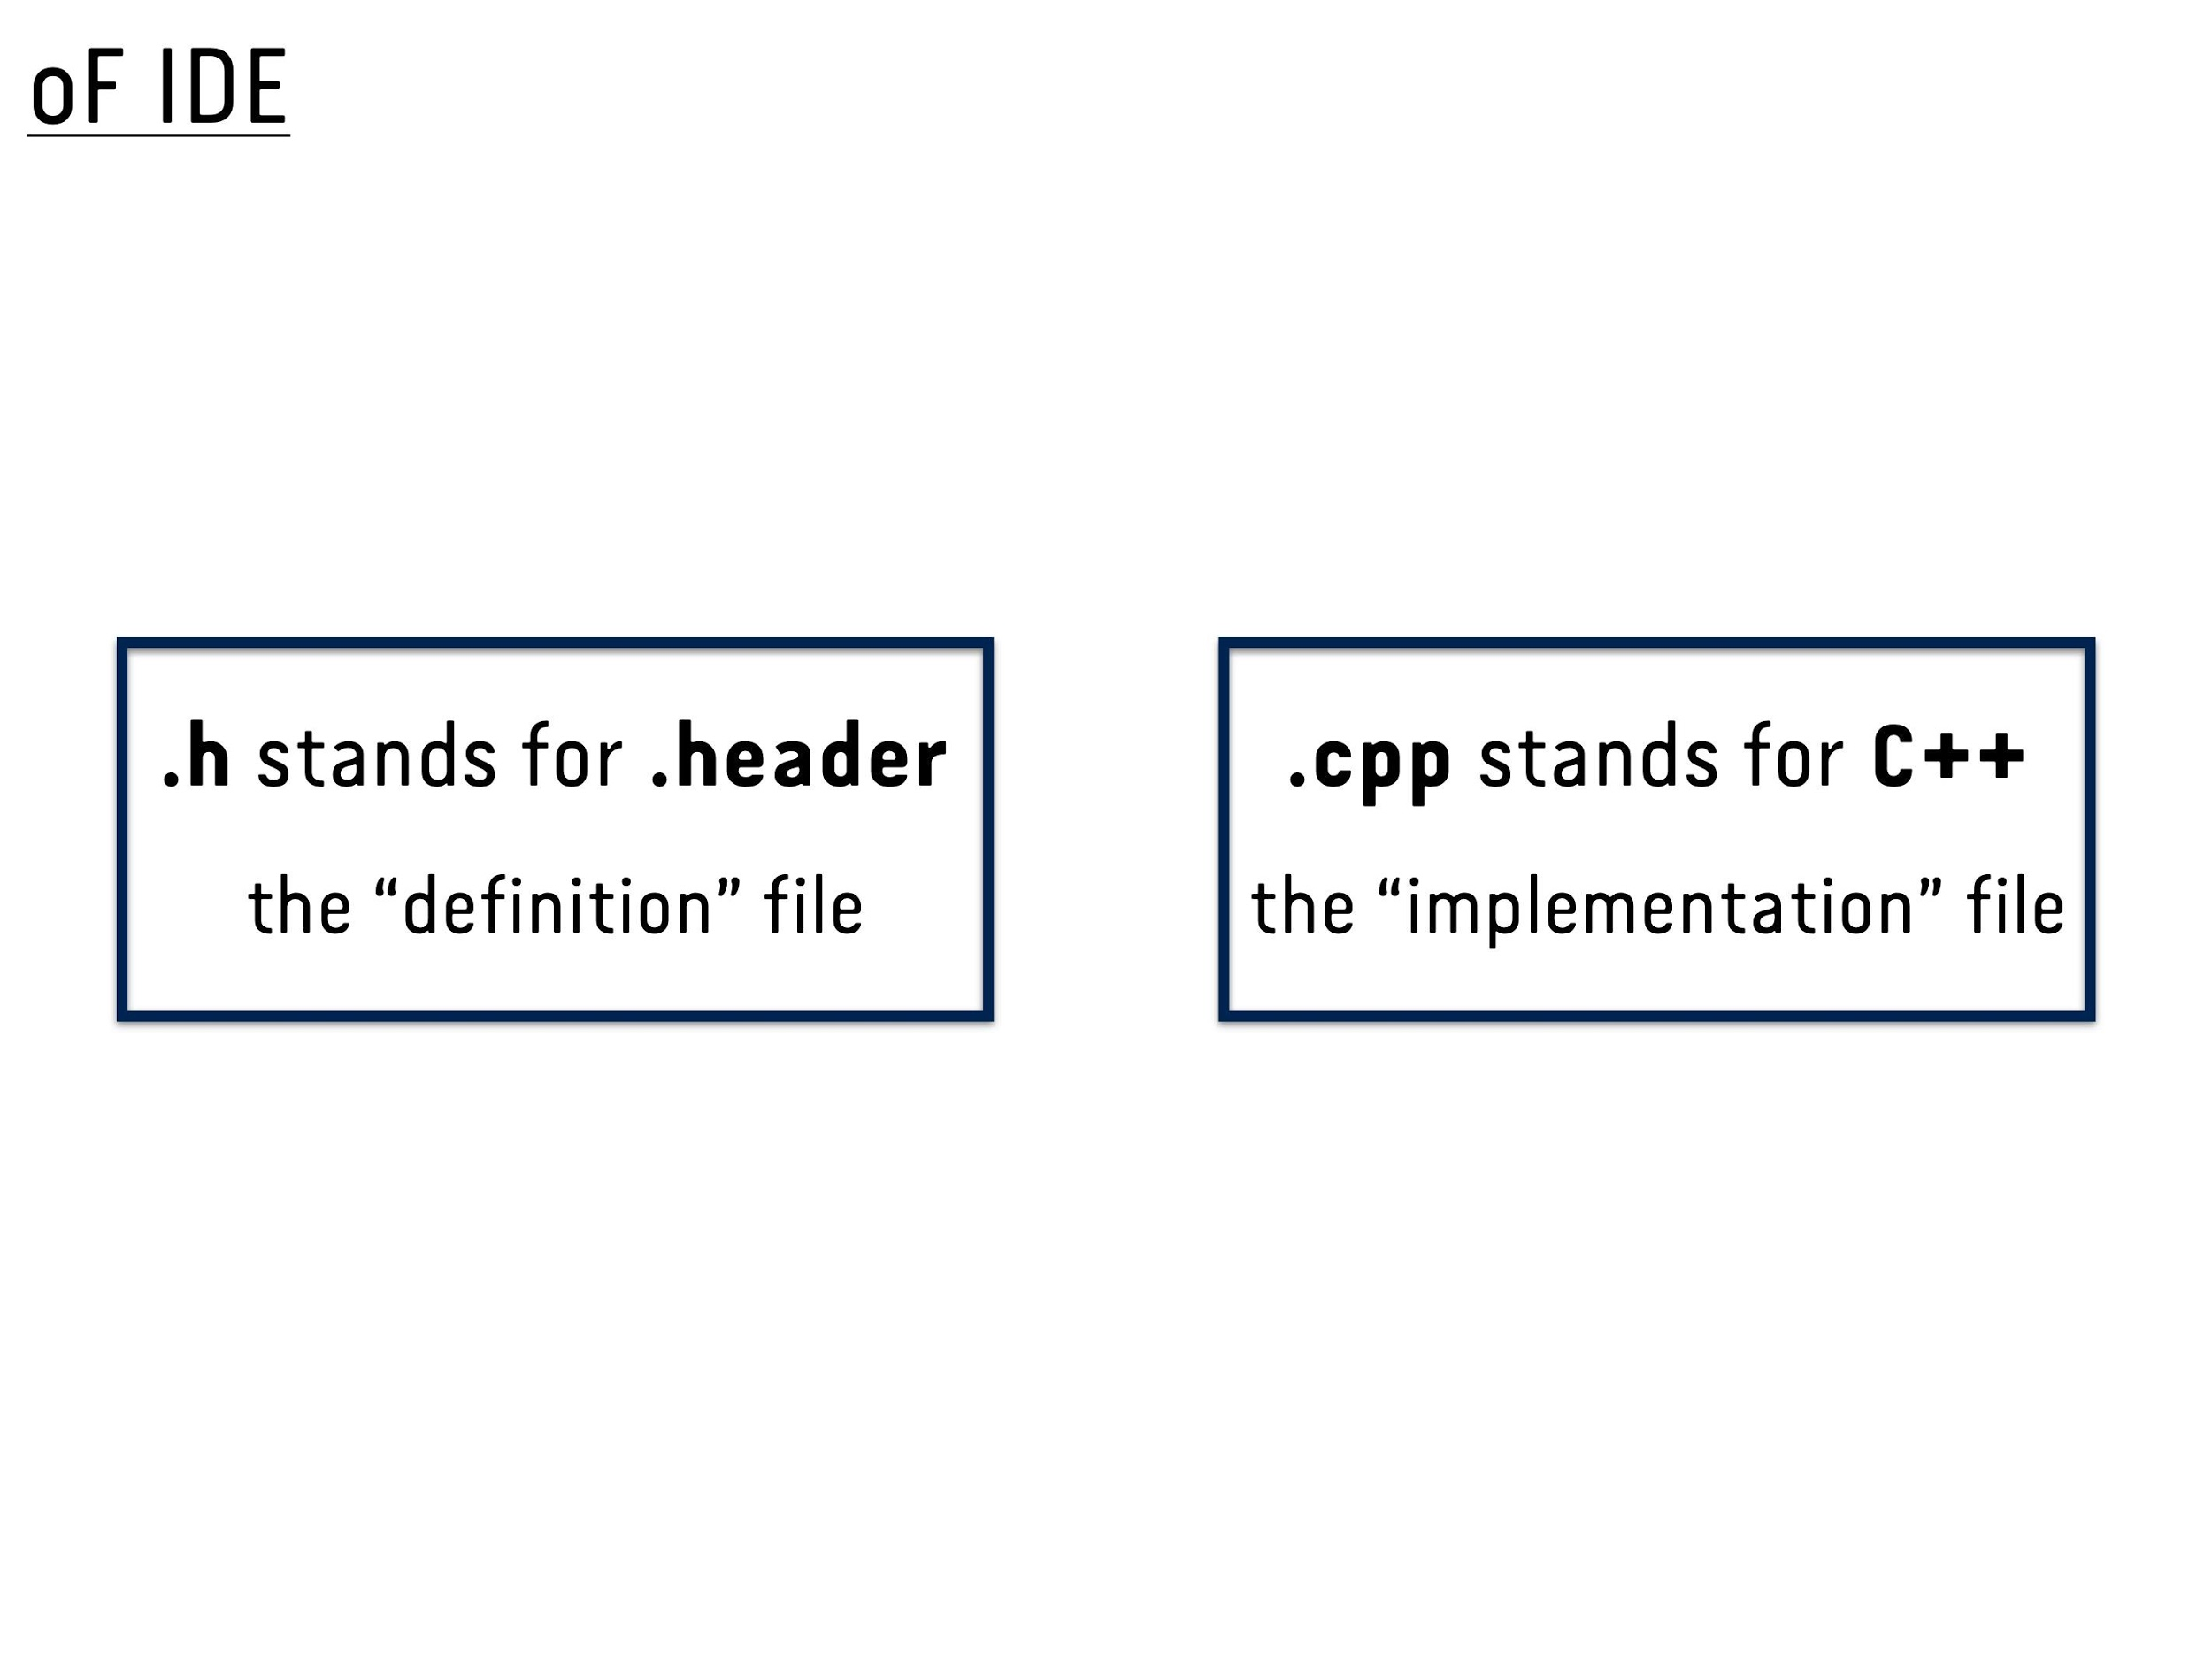 oF IDE
.h stands for .header
the “definition” file
.cpp stands for C++
the “implementation” file